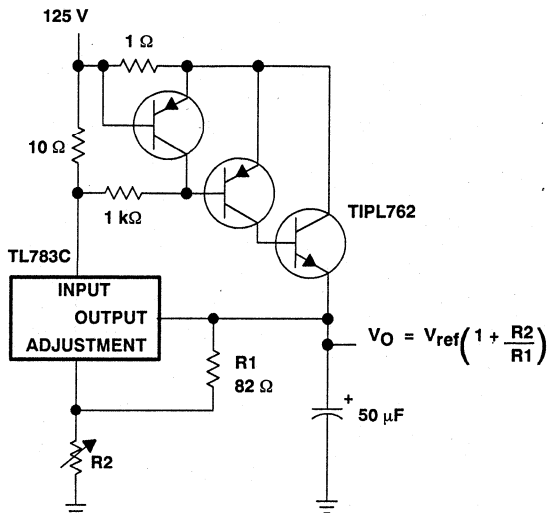 125 V
1 Ω
10 Ω
1 kΩ
TIPL762
TL783C
INPUT
OUTPUT
ADJUSTMENT
VO = Vref(1 + R2/R1)
R1
82 Ω
+
50 μF
R2